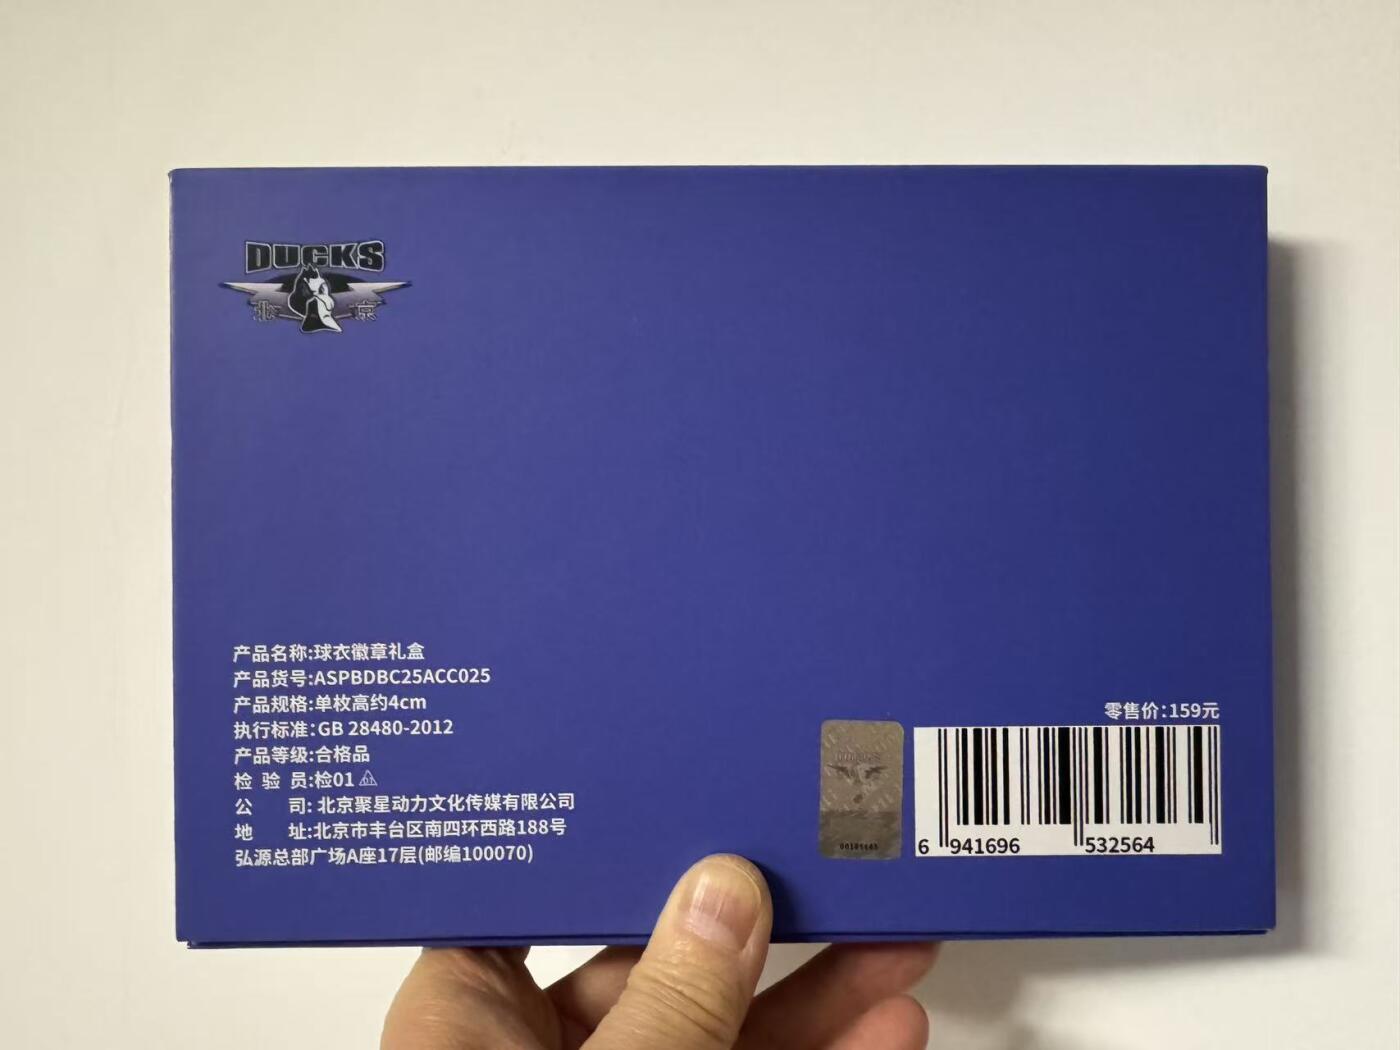 DUCKS
北 京
产品名称:球衣徽章礼盒
产品货号:ASPBDBC25ACC025
产品规格:单枚高约4cm
执行标准:GB 28480-2012
产品等级:合格品
检 验 员:检01
公 司: 北京聚星动力文化传媒有限公司
地 址:北京市丰台区南四环西路188号
弘源总部广场A座17层(邮编100070)
零售价:159元
DUCKS
6 941696 532564